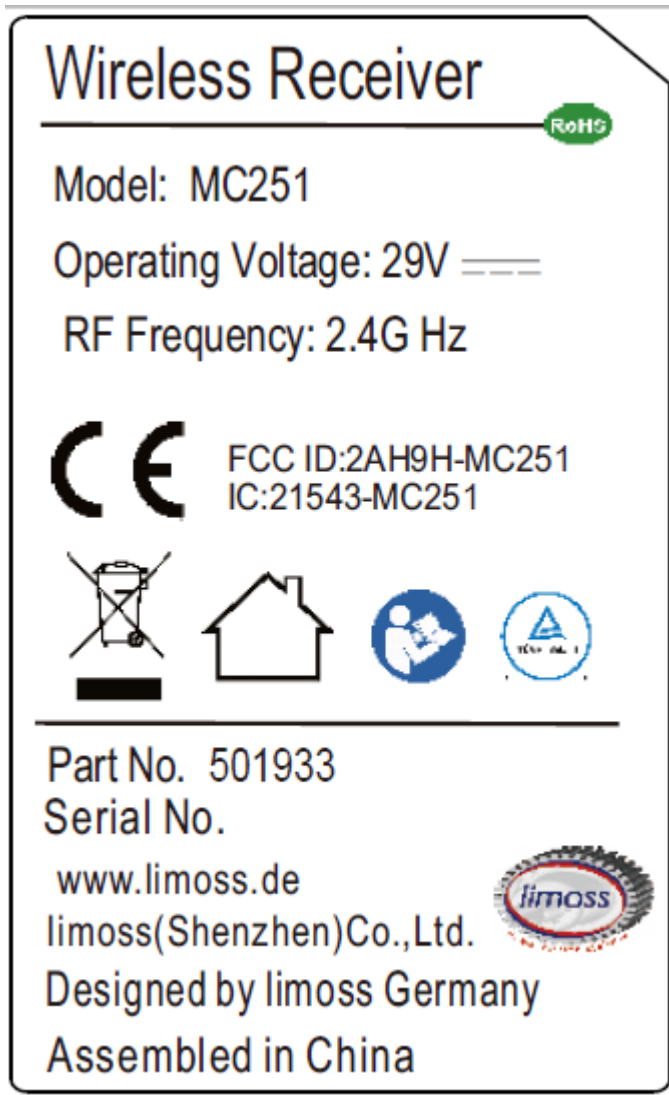 Wireless Receiver
RoHS
Model: MC251
Operating Voltage: 29V
RF Frequency: 2.4G Hz
CE
FCC ID:2AH9H-MC251
IC:21543-MC251
Part No. 501933
Serial No.
www.limoss.de
limoss
limoss(Shenzhen)Co.,Ltd.
Designed by limoss Germany
Assembled in China